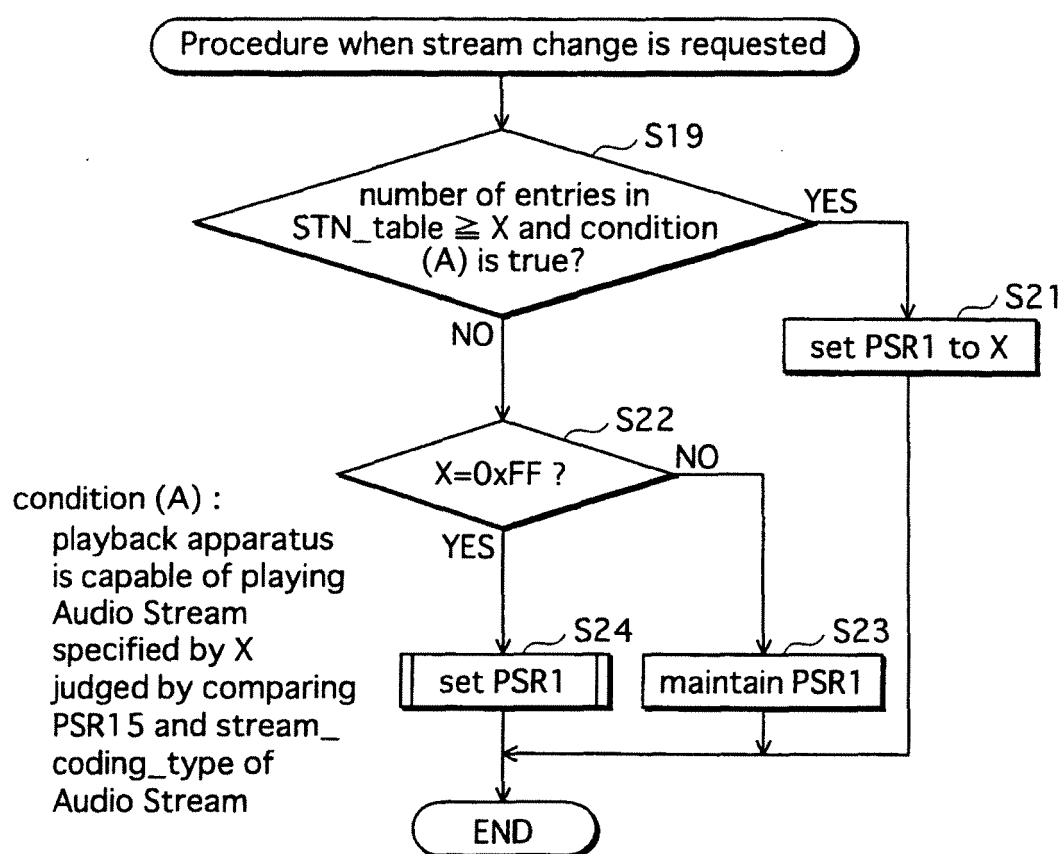 Procedure when stream change is requested
S19
number of entries in
STN_table ≧ X and condition
(A) is true?
YES
NO
S21
set PSR1 to X
S22
X=0xFF ?
NO
YES
condition (A) :
playback apparatus
is capable of playing
Audio Stream
specified by X
judged by comparing
PSR15 and stream_
coding_type of
Audio Stream
S24
set PSR1
S23
maintain PSR1
END